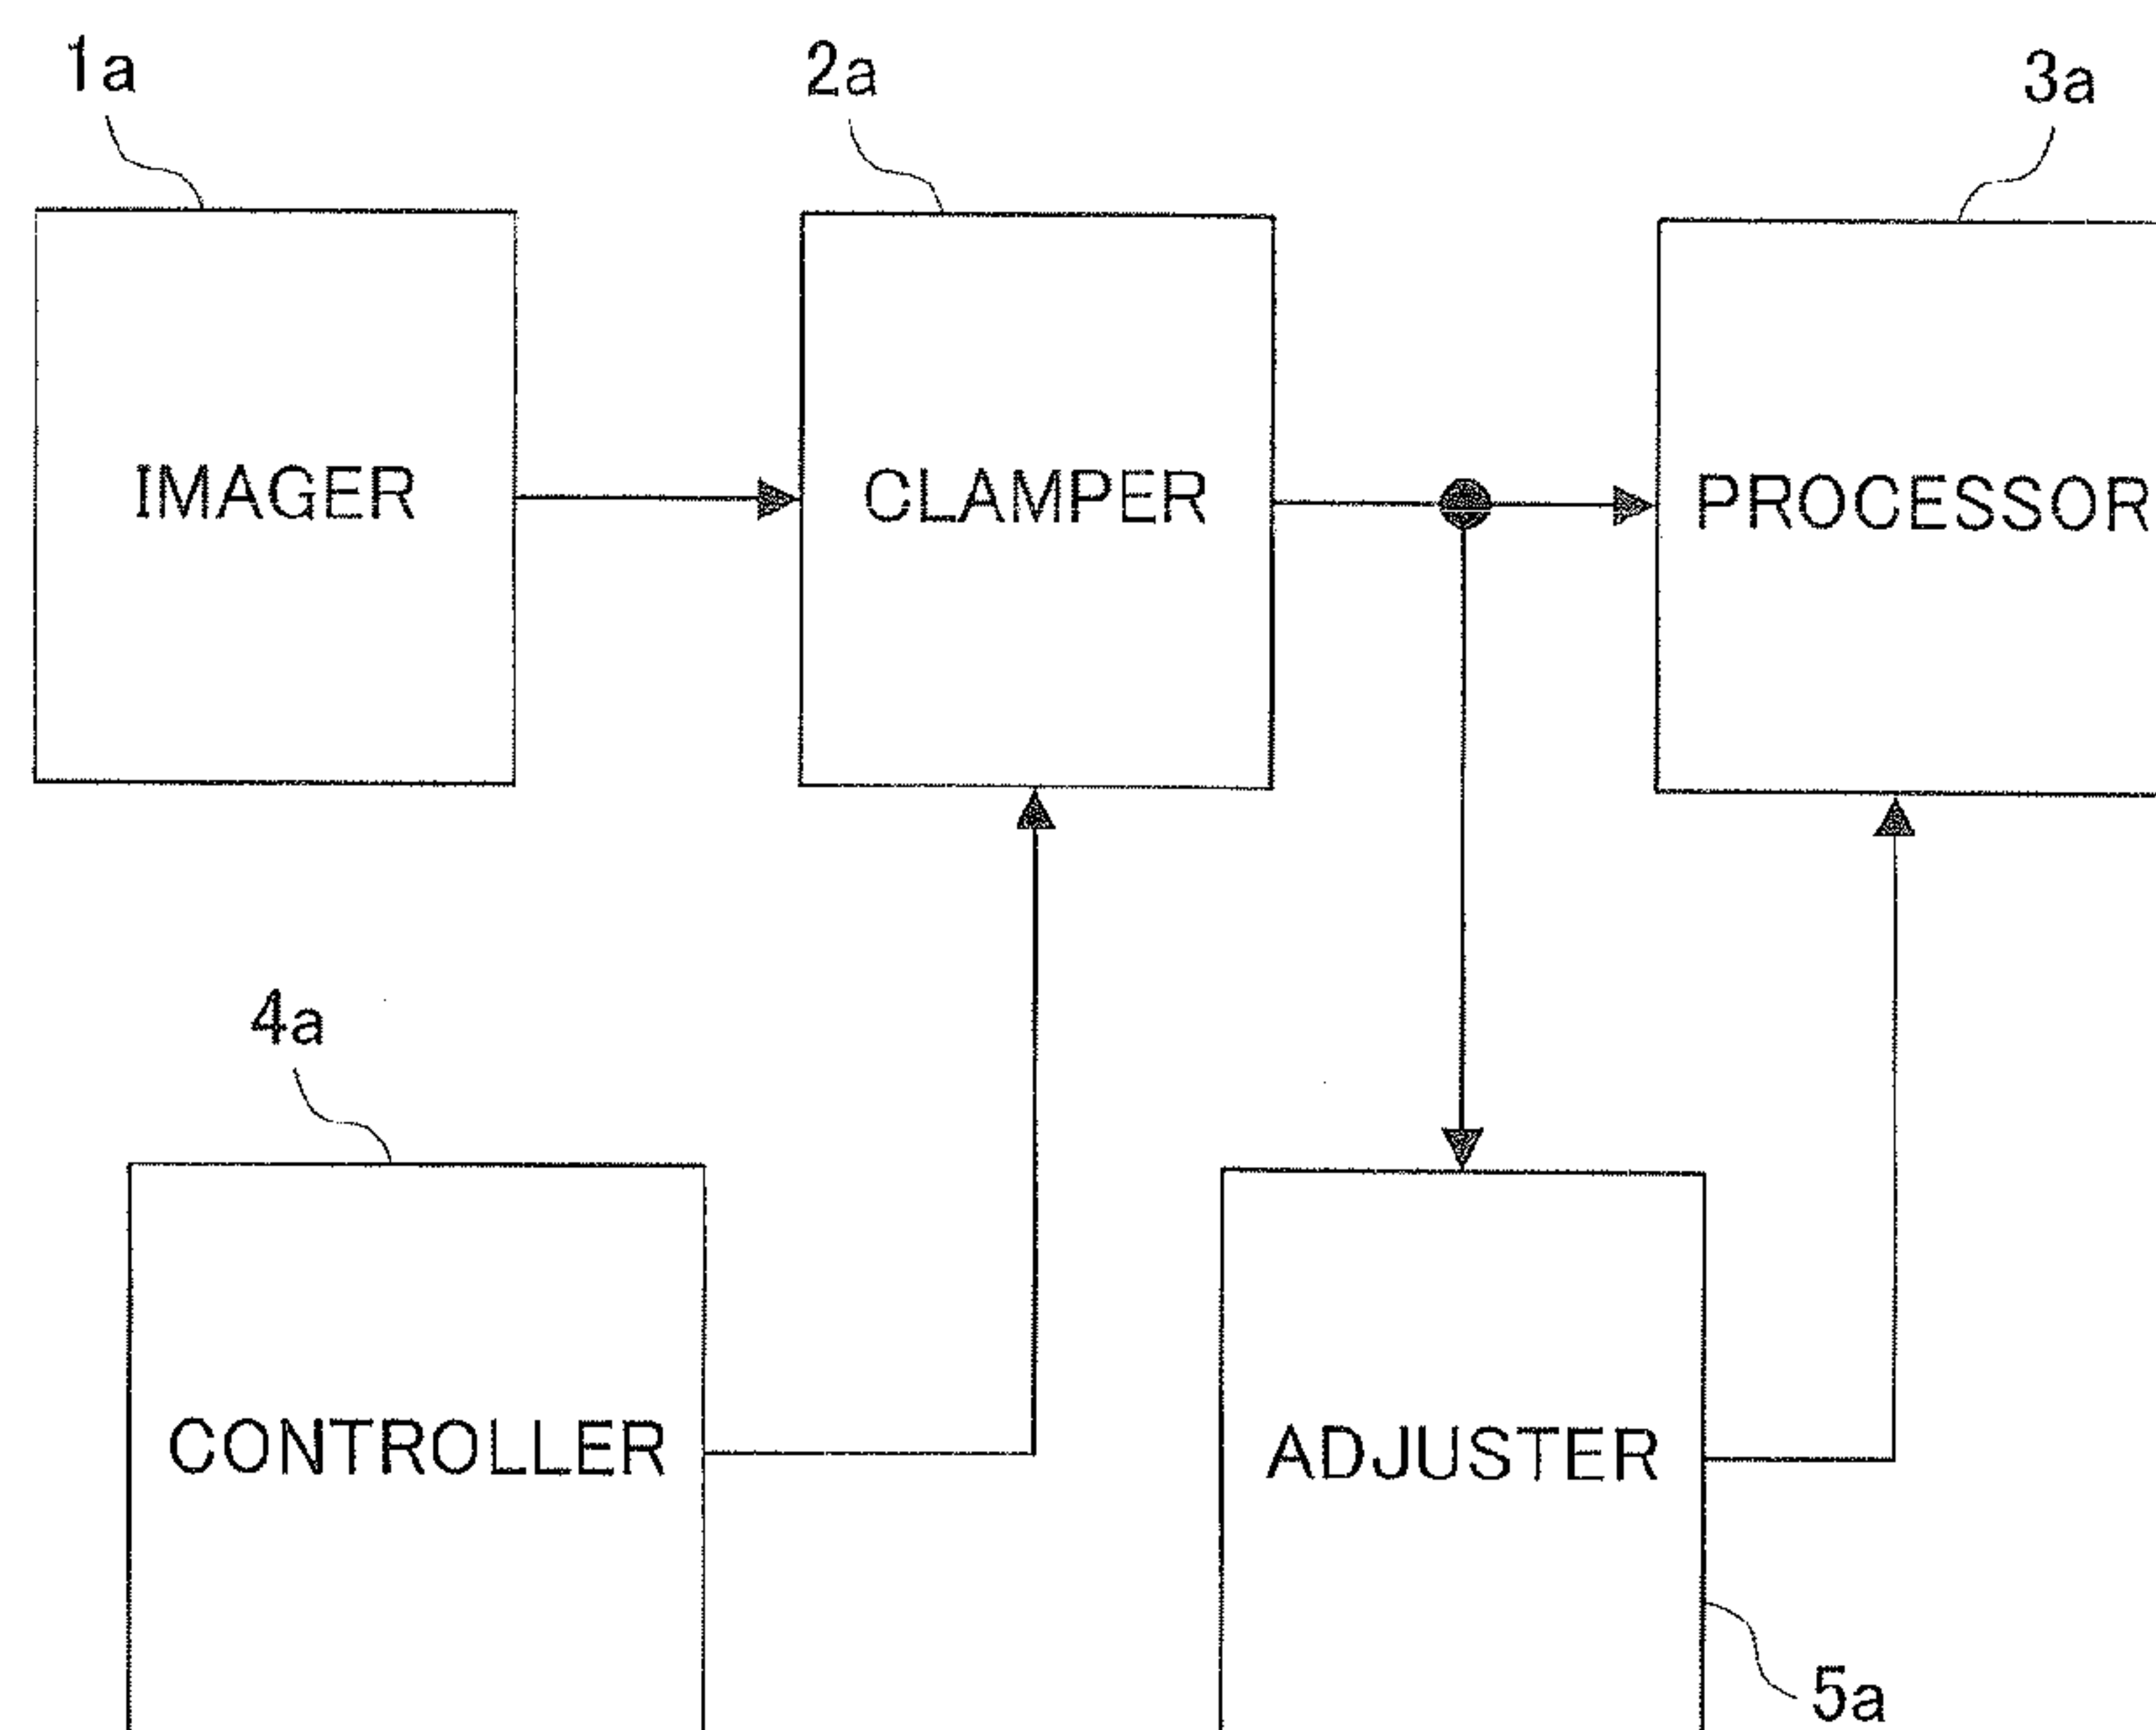 1a
2a
3a
IMAGER
CLAMPER
PROCESSOR
4a
CONTROLLER
ADJUSTER
5a